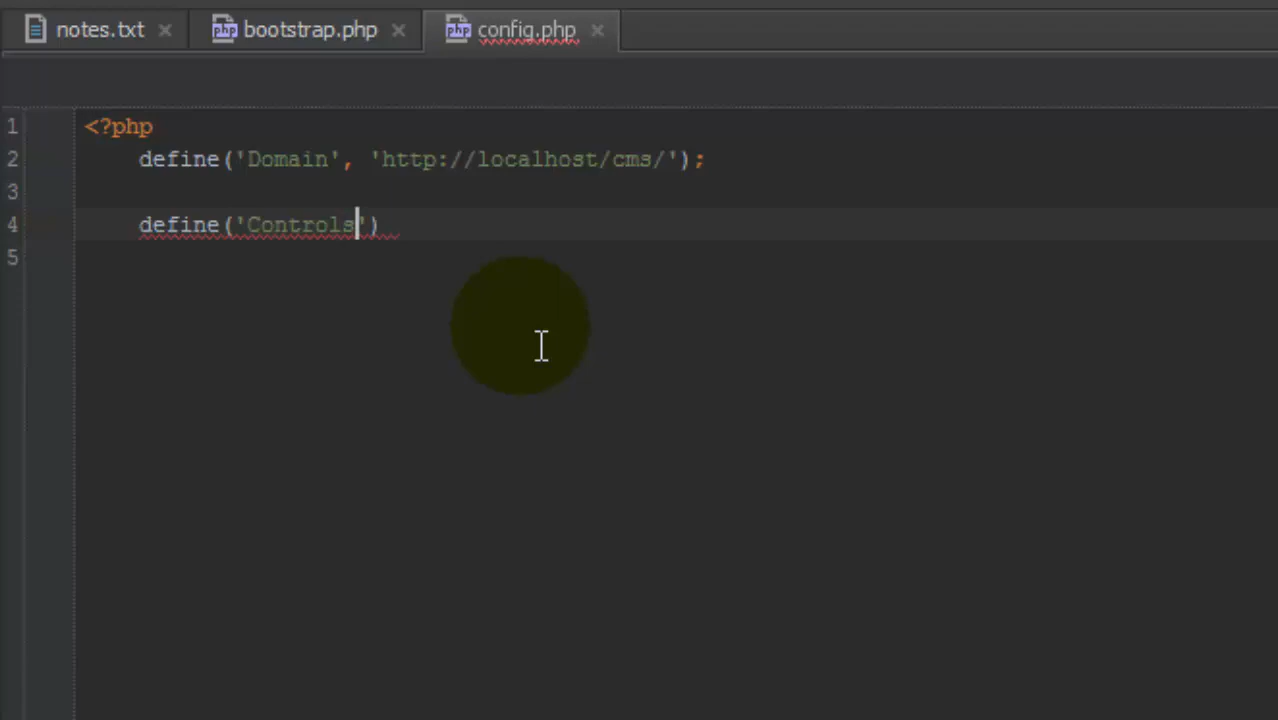 notes.txt bootstrap.php config.php
1 <?php
2 define('Domain', 'http://localhost/cms/');
3
4 define('Controls')
5